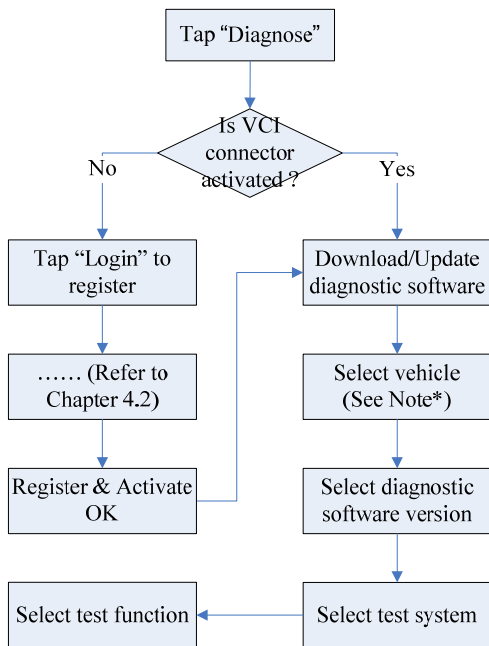 Tap “Diagnose”
Is VCI
connector
activated ?
No
Yes
Tap “Login” to
register
Download/Update
diagnostic software
…… (Refer to
Chapter 4.2)
Select vehicle
(See Note*)
Register & Activate
OK
Select diagnostic
software version
Select test function
Select test system